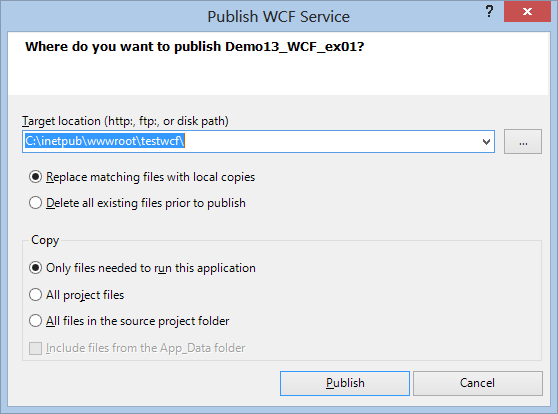 Publish WCF Service
?
Where do you want to publish Demo13_WCF_ex01?
Target location (http:, ftp:, or disk path)
C:\inetpub\wwwroot\testwcf\
...
Replace matching files with local copies
Delete all existing files prior to publish
Copy
Only files needed to run this application
All project files
All files in the source project folder
Include files from the App_Data folder
Publish
Cancel